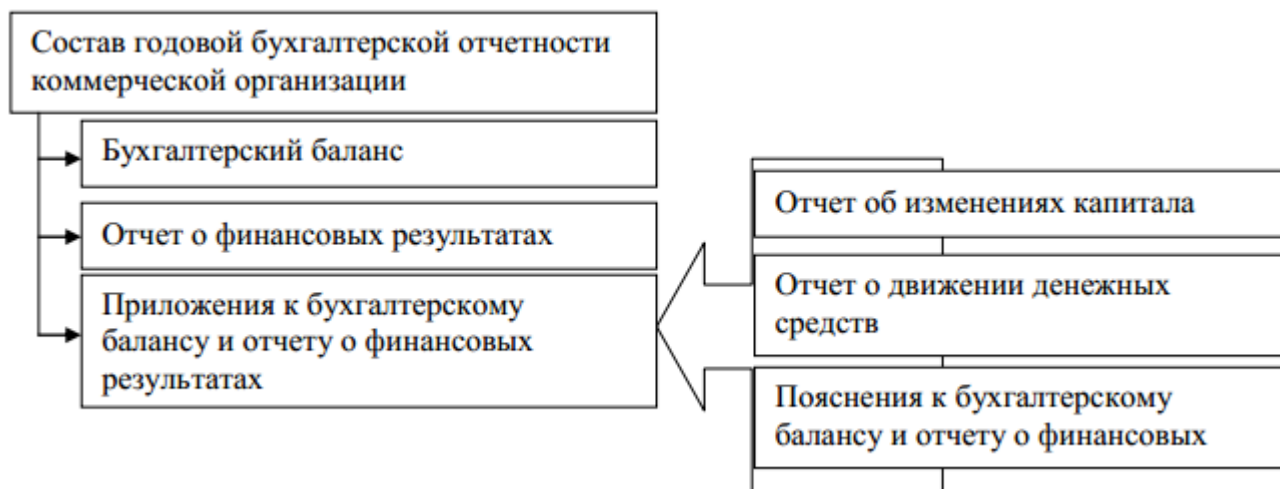 Состав годовой бухгалтерской отчетности
коммерческой организации
Бухгалтерский баланс
Отчет о финансовых результатах
Приложения к бухгалтерскому
балансу и отчету о финансовых
результатах
Отчет об изменениях капитала
Отчет о движении денежных
средств
Пояснения к бухгалтерскому
балансу и отчету о финансовых